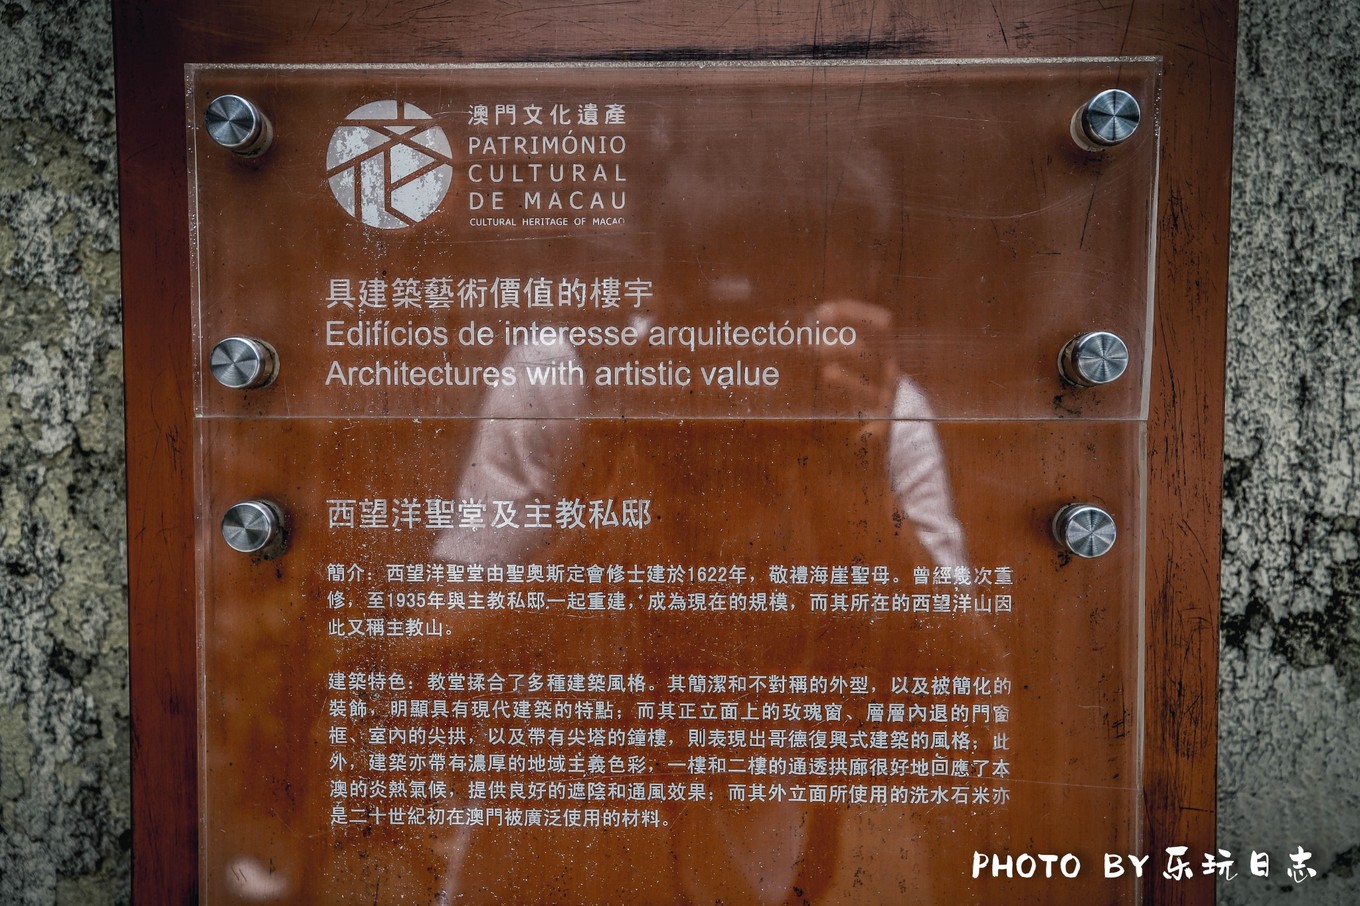 澳門文化遺產
PATRIMÓNIO
CULTURAL
DE MACAU
CULTURAL HERITAGE OF MACAO
具建築藝術價值的樓宇
Edifícios de interesse arquitectónico
Architectures with artistic value
西望洋聖堂及主教私邸
簡介：西望洋聖堂由聖奧斯定會修士建於1622年，敬禮海崖聖母。曾經幾次重
修，至1935年與主教私邸一起重建，成為現在的規模，而其所在的西望洋山因
此又稱主教山。
建築特色：教堂揉合了多種建築風格。其簡潔和不對稱的外型，以及被簡化的
裝飾，明顯具有現代建築的特點；而其正立面上的玫瑰窗、層層內退的門窗
框、室內的尖拱，以及帶有尖塔的鐘樓，則表現出哥德復興式建築的風格；此
外，建築亦帶有濃厚的地域主義色彩，一樓和二樓的通透拱廊很好地回應了本
澳的炎熱氣候，提供良好的遮陰和通風效果；而其外立面所使用的洗水石米亦
是二十世紀初在澳門被廣泛使用的材料。
PHOTO BY 乐玩日志